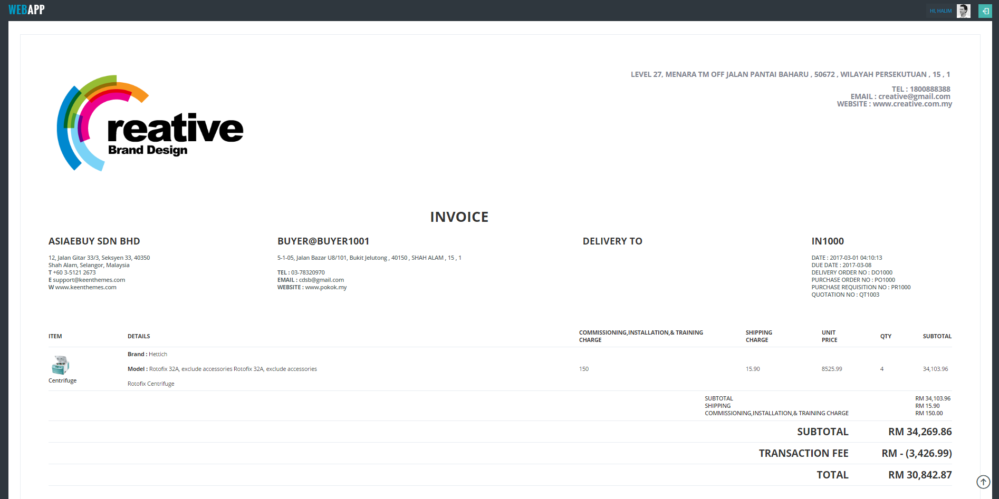 WEBAPP
HI, HALIM
LEVEL 27, MENARA TM OFF JALAN PANTAI BAHARU , 50672 , WILAYAH PERSEKUTUAN , 15 , 1
TEL : 1800888388
EMAIL : creative@gmail.com
WEBSITE : www.creative.com.my
reative
Brand Design
INVOICE
ASIAEBUY SDN BHD
12, Jalan Gitar 33/3, Seksyen 33, 40350
Shah Alam, Selangor, Malaysia
T +60 3-5121 2673
E support@keenthemes.com
W www.keenthemes.com
BUYER@BUYER1001
5-1-05, Jalan Bazar U8/101, Bukit Jelutong , 40150 , SHAH ALAM , 15 , 1
TEL : 03-78320970
EMAIL : cdsb@gmail.com
WEBSITE : www.pokok.my
DELIVERY TO
IN1000
DATE : 2017-03-01 04:10:13
DUE DATE : 2017-03-08
DELIVERY ORDER NO : DO1000
PURCHASE ORDER NO : PO1000
PURCHASE REQUISITION NO : PR1000
QUOTATION NO : QT1003
ITEM DETAILS COMMISSIONING,INSTALLATION,& TRAINING CHARGE SHIPPING CHARGE UNIT PRICE QTY SUBTOTAL
Brand : Hettich
Model : Rotofix 32A, exclude accessories Rotofix 32A, exclude accessories 150 15.90 8525.99 4 34,103.96
Centrifuge
Rotofix Centrifuge
SUBTOTAL RM 34,103.96
SHIPPING RM 15.90
COMMISSIONING,INSTALLATION,& TRAINING CHARGE RM 150.00
SUBTOTAL RM 34,269.86
TRANSACTION FEE RM - (3,426.99)
TOTAL RM 30,842.87